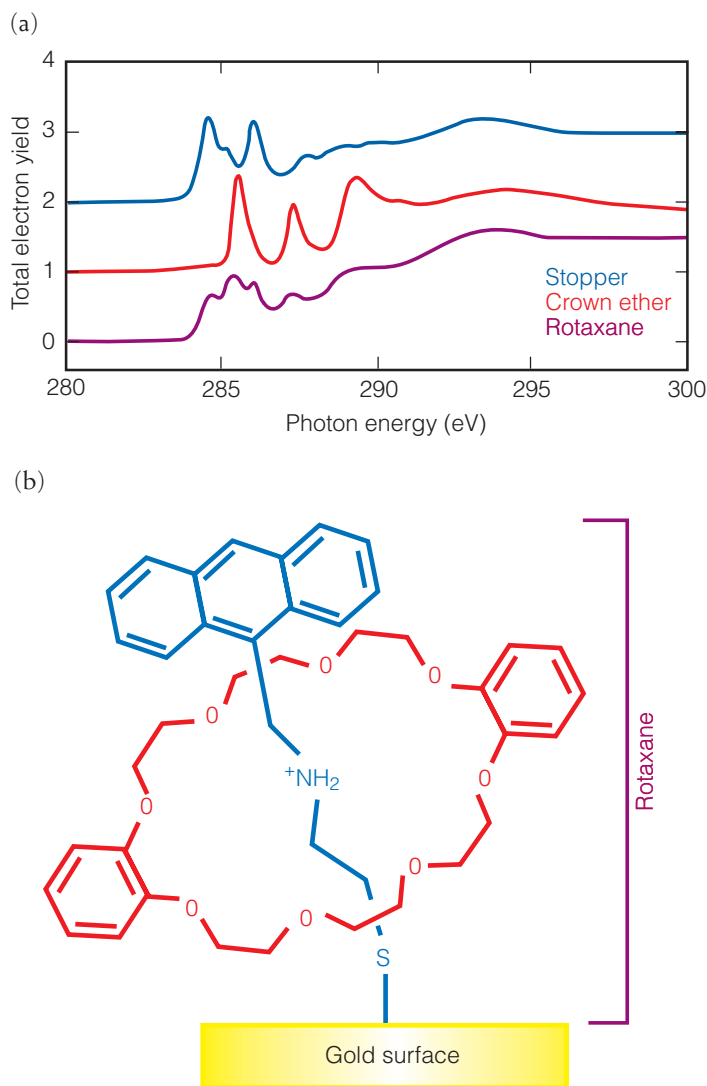 (a)
4
3
2
1
0
Total electron yield
Stopper
Crown ether
Rotaxane
280
285
290
295
300
Photon energy (eV)
(b)
O
O
O
O
+NH2
O
O
O
O
S
Rotaxane
Gold surface